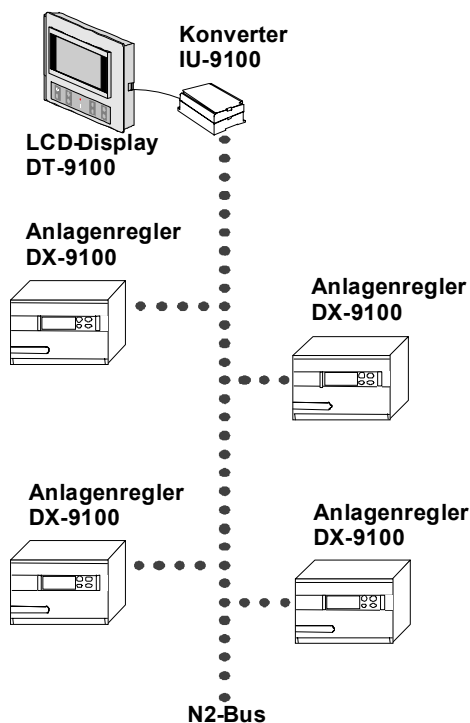 Konverter
IU-9100
LCD-Display
DT-9100
Anlagenregler
DX-9100
Anlagenregler
DX-9100
Anlagenregler
DX-9100
Anlagenregler
DX-9100
N2-Bus